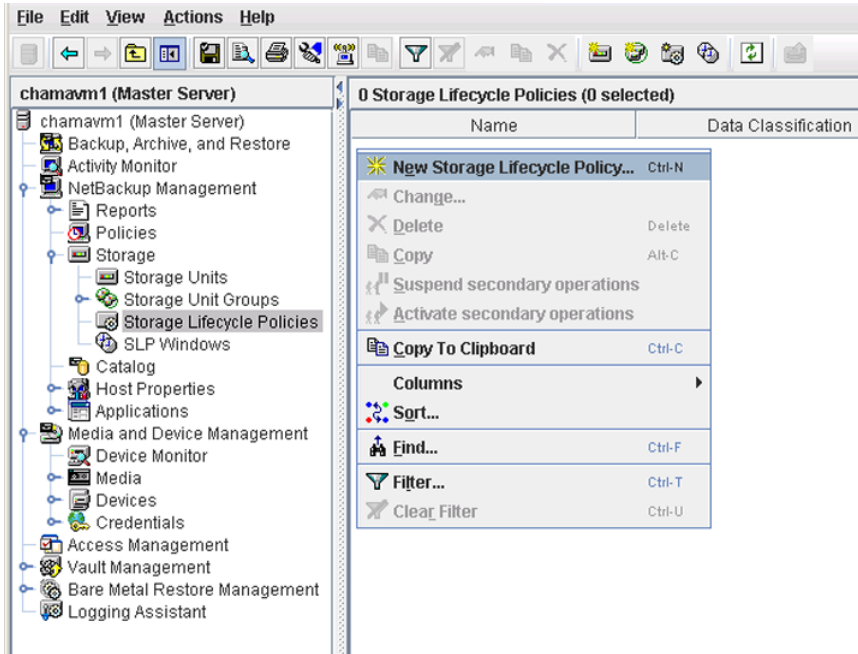 File Edit View Actions Help
chamavm1 (Master Server)
chamavm1 (Master Server)
Backup, Archive, and Restore
Activity Monitor
NetBackup Management
Reports
Policies
Storage
Storage Units
Storage Unit Groups
Storage Lifecycle Policies
SLP Windows
Catalog
Host Properties
Applications
Media and Device Management
Device Monitor
Media
Devices
Credentials
Access Management
Vault Management
Bare Metal Restore Management
Logging Assistant
0 Storage Lifecycle Policies (0 selected)
Name Data Classification
New Storage Lifecycle Policy... Ctrl-N
Change...
Delete Delete
Copy Alt-C
Suspend secondary operations
Activate secondary operations
Copy To Clipboard Ctrl-C
Columns
Sort...
Find... Ctrl-F
Filter... Ctrl-T
Clear Filter Ctrl-U